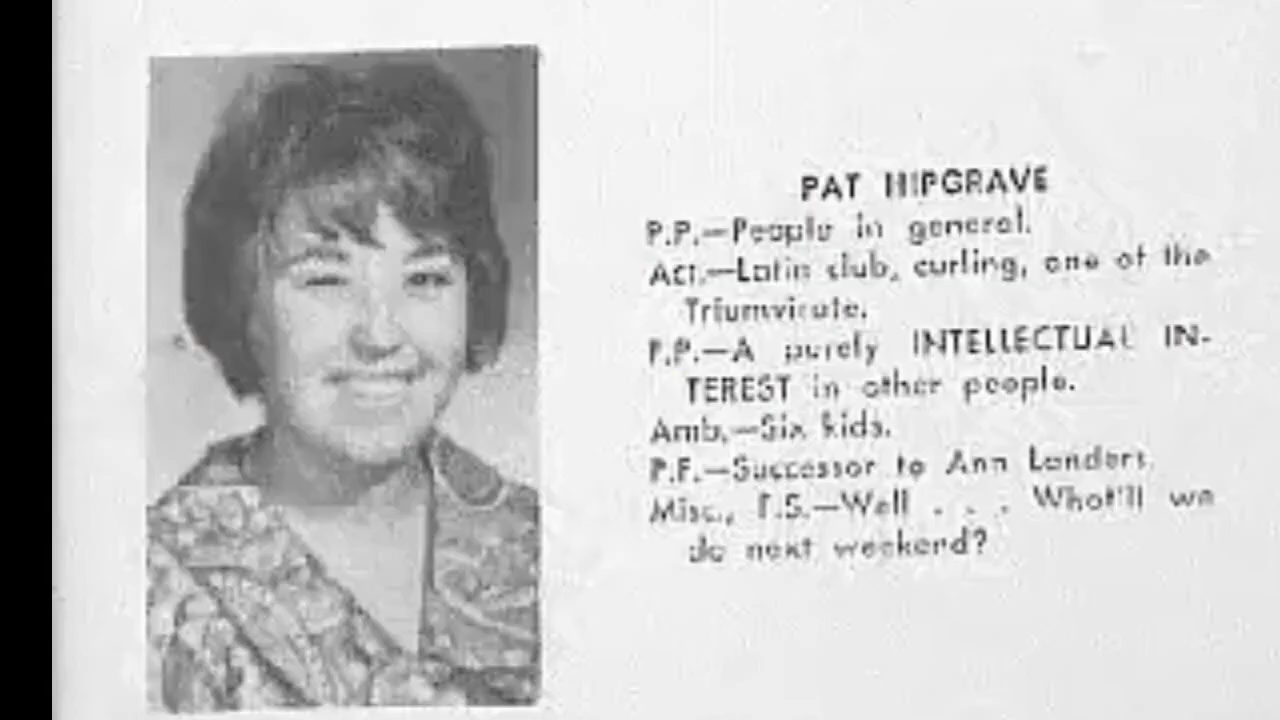 PAT HIPGRAVE
P.P.—People in general.
Act.—Latin club, curling, one of the
Triumvirate.
P.P.—A purely INTELLECTUAL IN-
TEREST in other people.
Amb.—Six kids.
P.F.—Successor to Ann Landers.
Misc., F.S.—Well . . . What'll we
do next weekend?